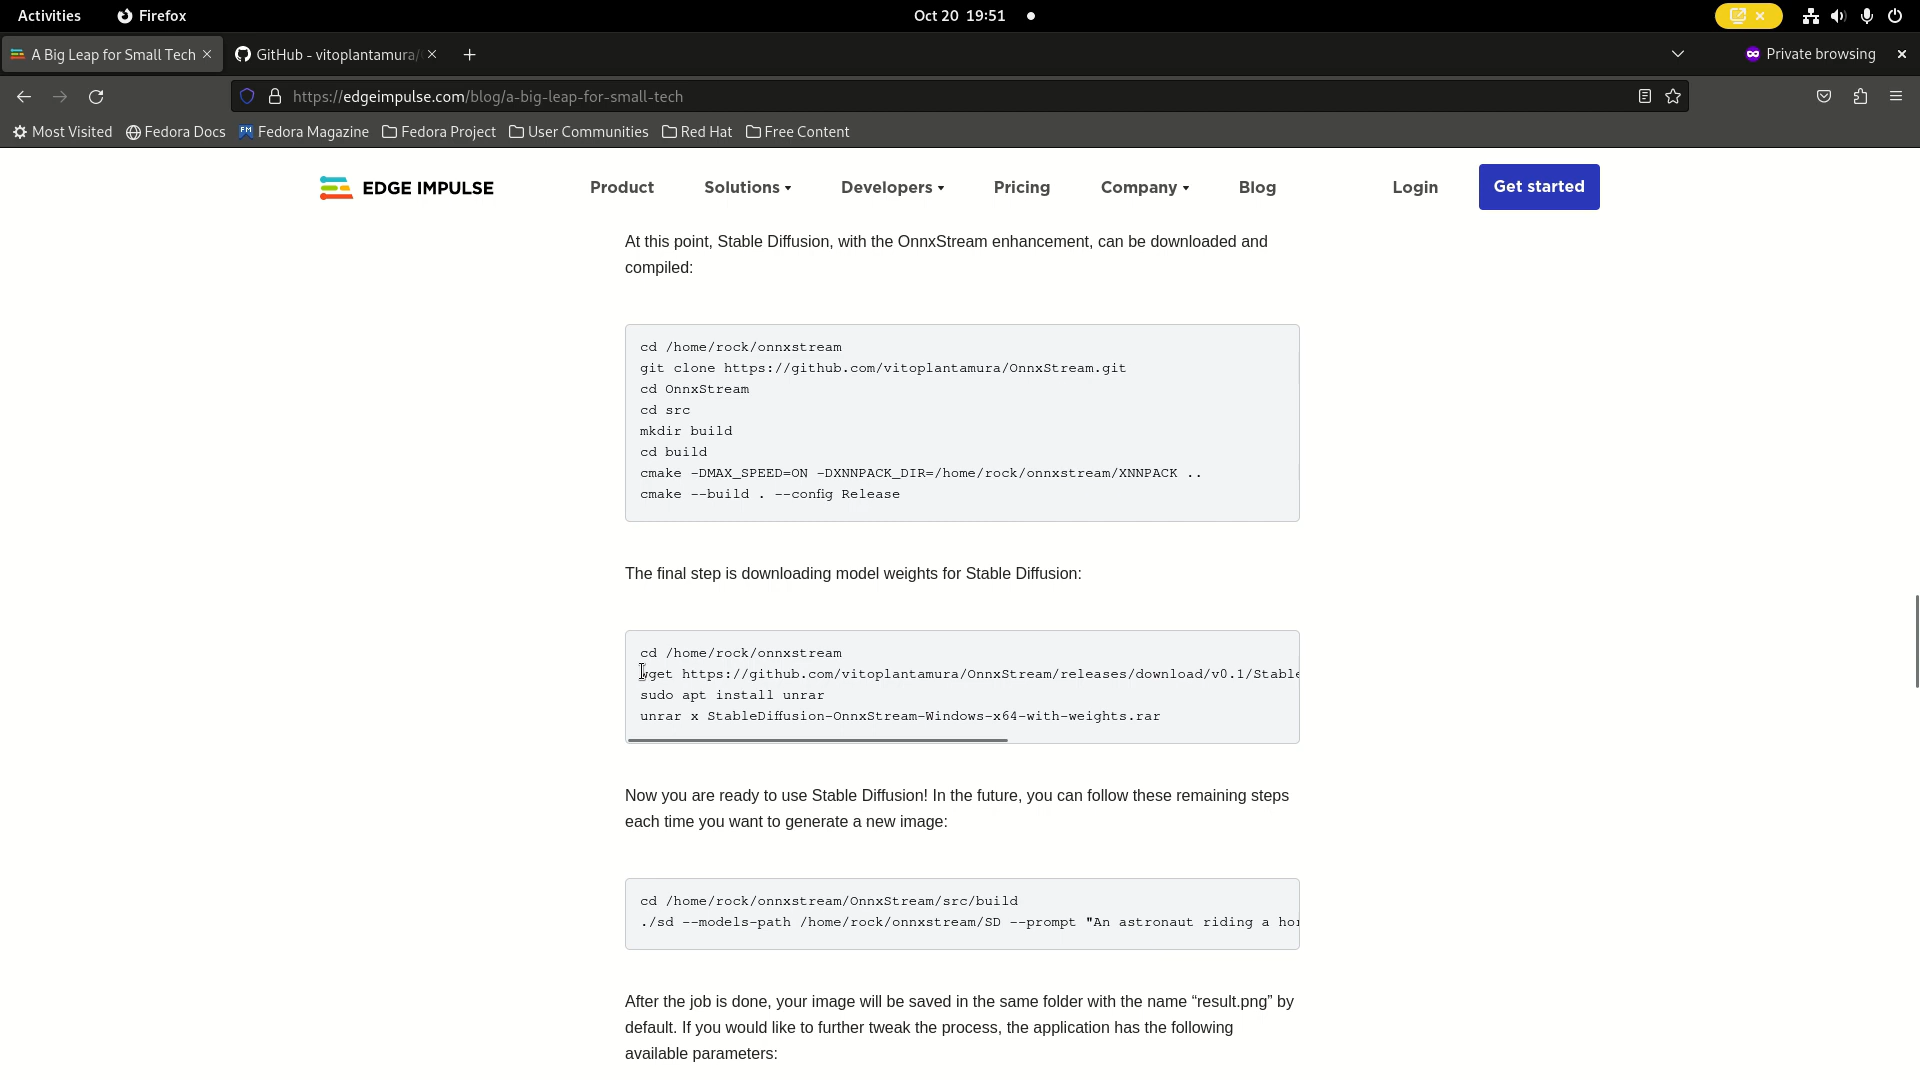 Activities
Firefox
Oct 20 19:51
A Big Leap for Small Tech
GitHub - vitoplantamura/
Private browsing
https://edgeimpulse.com/blog/a-big-leap-for-small-tech
Most Visited
Fedora Docs
Fedora Magazine
Fedora Project
User Communities
Red Hat
Free Content
EDGE IMPULSE
Product
Solutions
Developers
Pricing
Company
Blog
Login
Get started
At this point, Stable Diffusion, with the OnnxStream enhancement, can be downloaded and
compiled:
cd /home/rock/onnxstream
git clone https://github.com/vitoplantamura/OnnxStream.git
cd OnnxStream
cd src
mkdir build
cd build
cmake -DMAX_SPEED=ON -DXNNPACK_DIR=/home/rock/onnxstream/XNNPACK ..
cmake --build . --config Release
The final step is downloading model weights for Stable Diffusion:
cd /home/rock/onnxstream
wget https://github.com/vitoplantamura/OnnxStream/releases/download/v0.1/Stable
sudo apt install unrar
unrar x StableDiffusion-OnnxStream-Windows-x64-with-weights.rar
Now you are ready to use Stable Diffusion! In the future, you can follow these remaining steps
each time you want to generate a new image:
cd /home/rock/onnxstream/OnnxStream/src/build
./sd --models-path /home/rock/onnxstream/SD --prompt "An astronaut riding a hor
After the job is done, your image will be saved in the same folder with the name “result.png” by
default. If you would like to further tweak the process, the application has the following
available parameters: